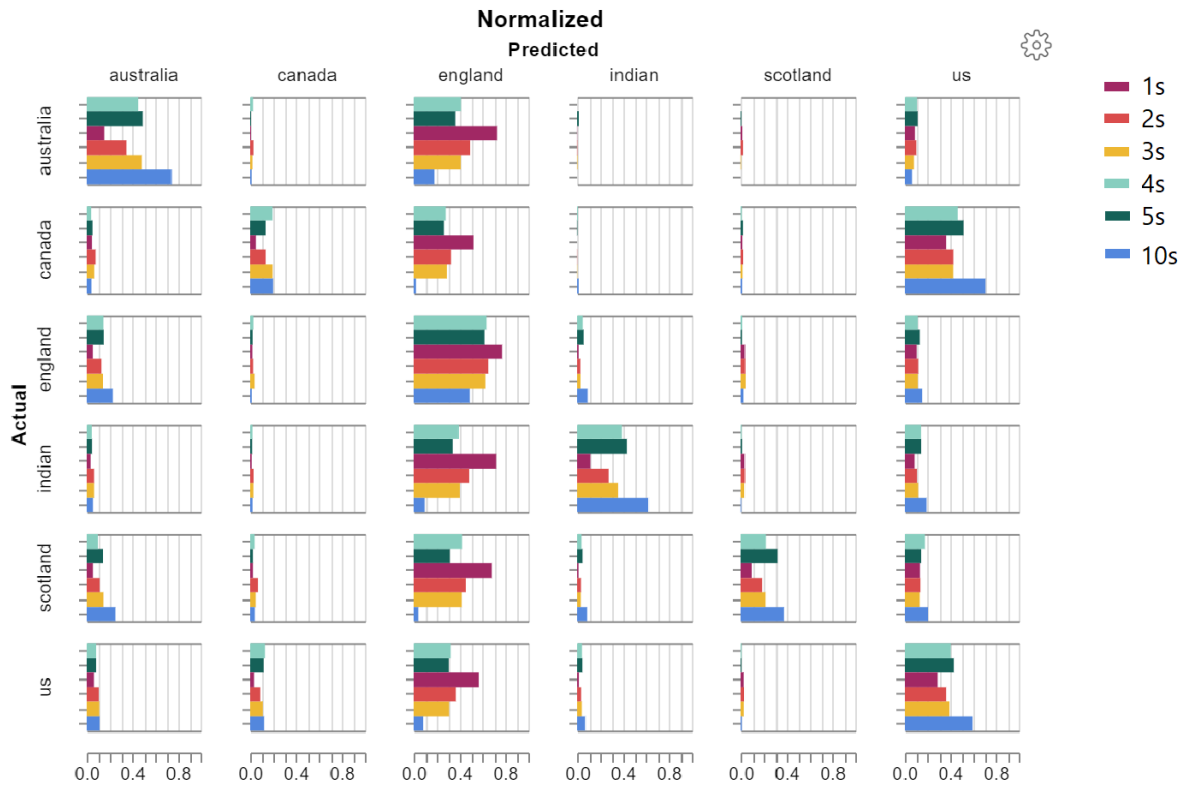 Normalized
Predicted
australia canada england indian scotland us
1s
2s
3s
4s
5s
10s
Actual
australia
canada
england
indian
scotland
us
0.0 0.4 0.8 0.0 0.4 0.8 0.0 0.4 0.8 0.0 0.4 0.8 0.0 0.4 0.8 0.0 0.4 0.8